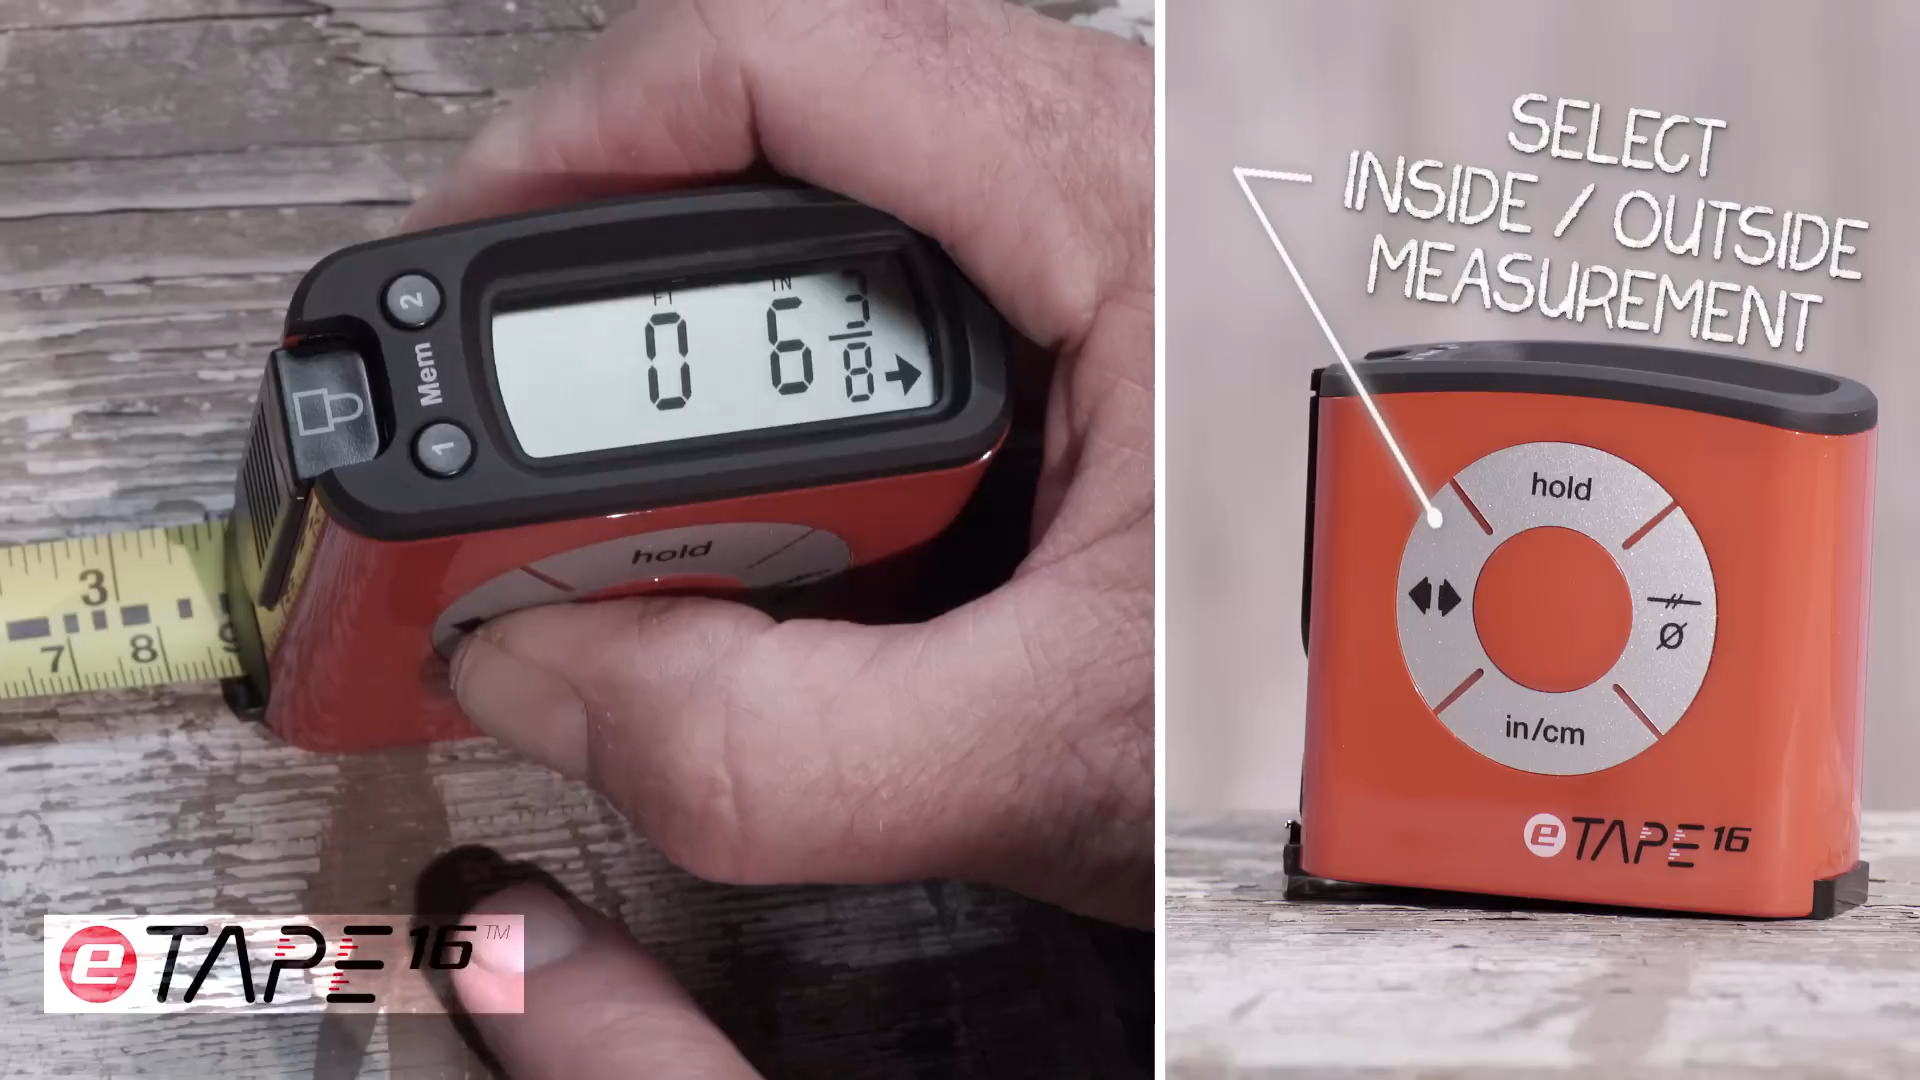 2
Mem
1
FT
IN
0
6
8
hold
3
7
8
eTAPE16™
SELECT
INSIDE / OUTSIDE
MEASUREMENT
hold
in/cm
eTAPE16